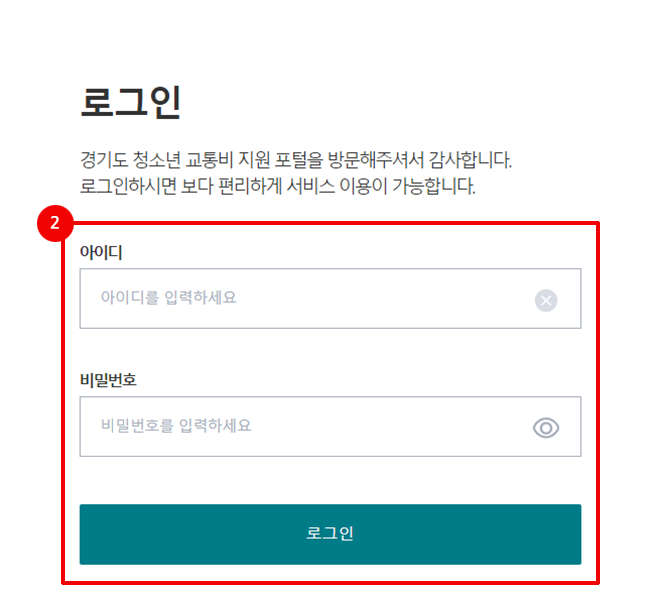 로그인
경기도 청소년 교통비 지원 포털을 방문해주셔서 감사합니다.
로그인하시면 보다 편리하게 서비스 이용이 가능합니다.
2
아이디
아이디를 입력하세요
비밀번호
비밀번호를 입력하세요
로그인